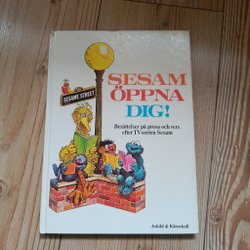 SESAME STREET
SESAM
ÖPPNA
DIG!
Berättelser på prosa och vers
efter TV-serien Sesam
Askild & Kärnekull